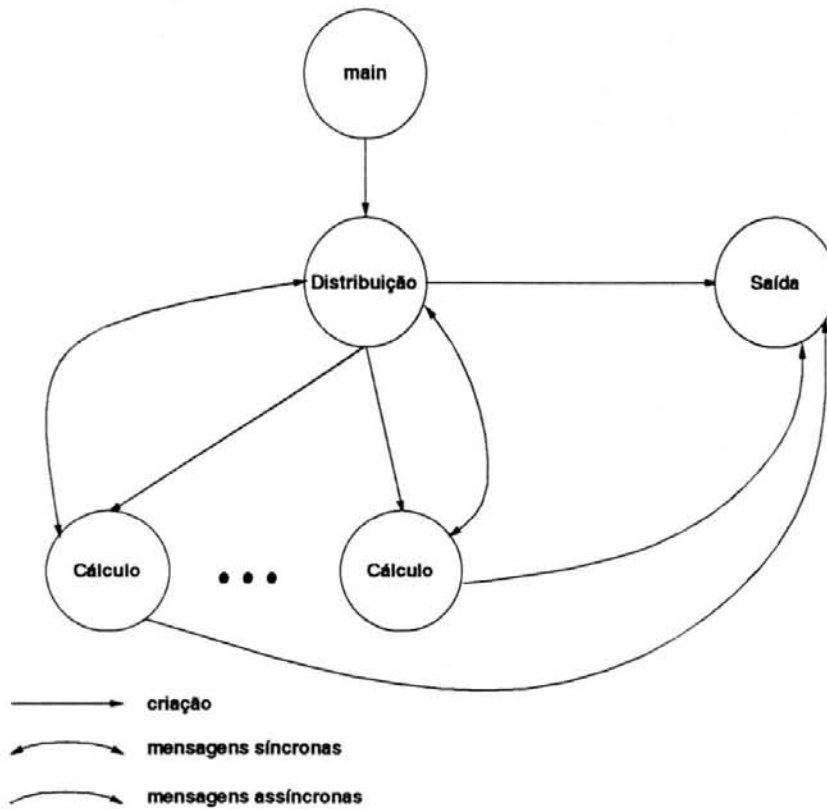 main
Distribuição
Saída
Cálculo
Cálculo
criação
mensagens síncronas
mensagens assíncronas